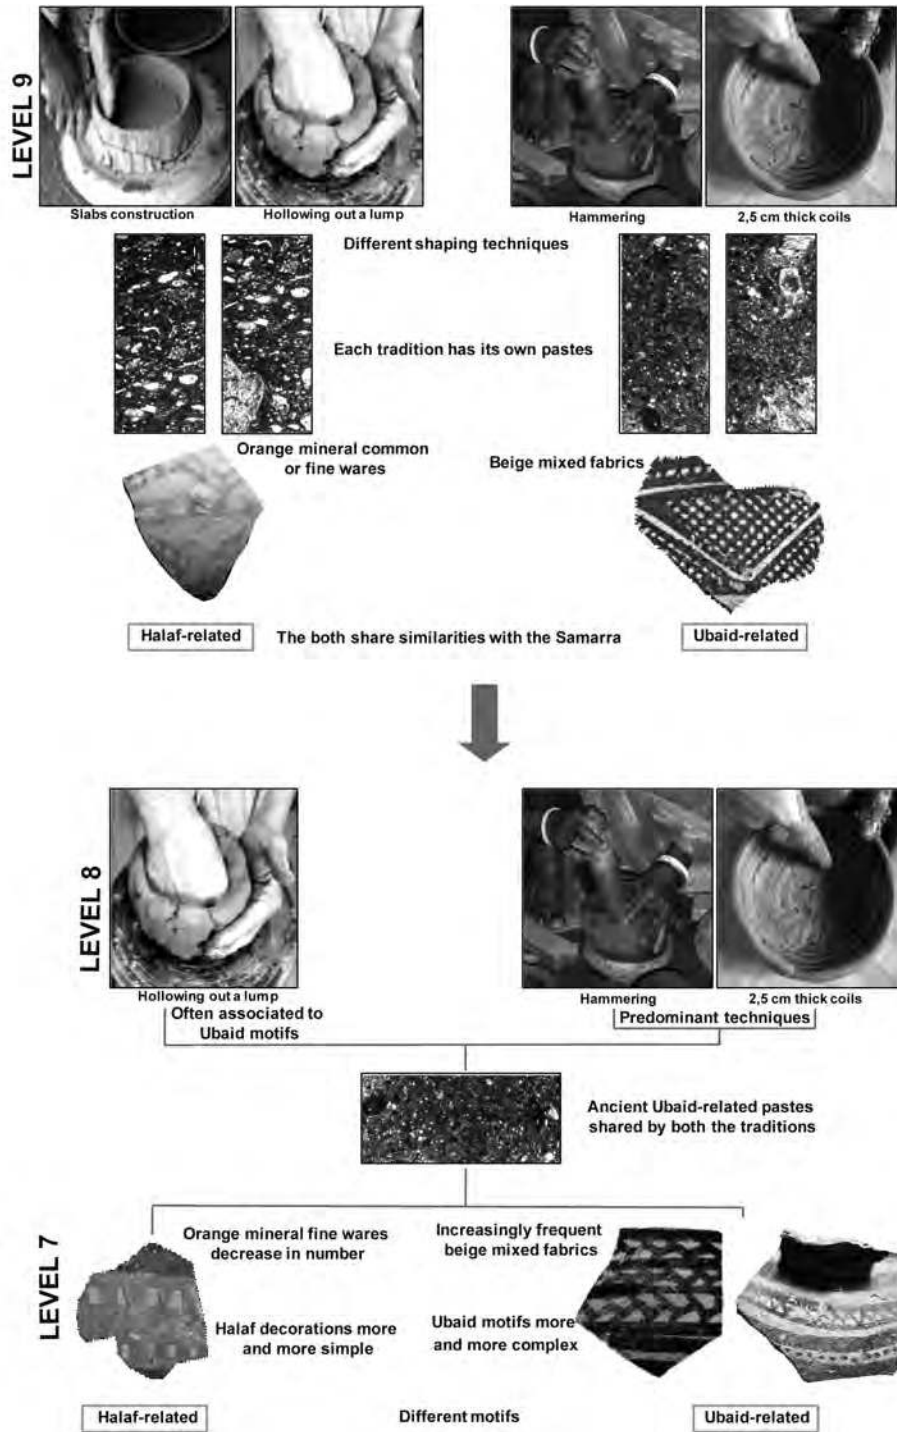 LEVEL 9
Slabs construction
Hollowing out a lump
Hammering
2,5 cm thick coils
Different shaping techniques
Each tradition has its own pastes
Orange mineral common
or fine wares
Beige mixed fabrics
Halaf-related
The both share similarities with the Samarra
Ubaid-related
LEVEL 8
Hollowing out a lump
Often associated to
Ubaid motifs
Hammering
2,5 cm thick coils
Predominant techniques
Ancient Ubaid-related pastes
shared by both the traditions
LEVEL 7
Orange mineral fine wares
decrease in number
Increasingly frequent
beige mixed fabrics
Halaf decorations more
and more simple
Ubaid motifs more
and more complex
Halaf-related
Different motifs
Ubaid-related